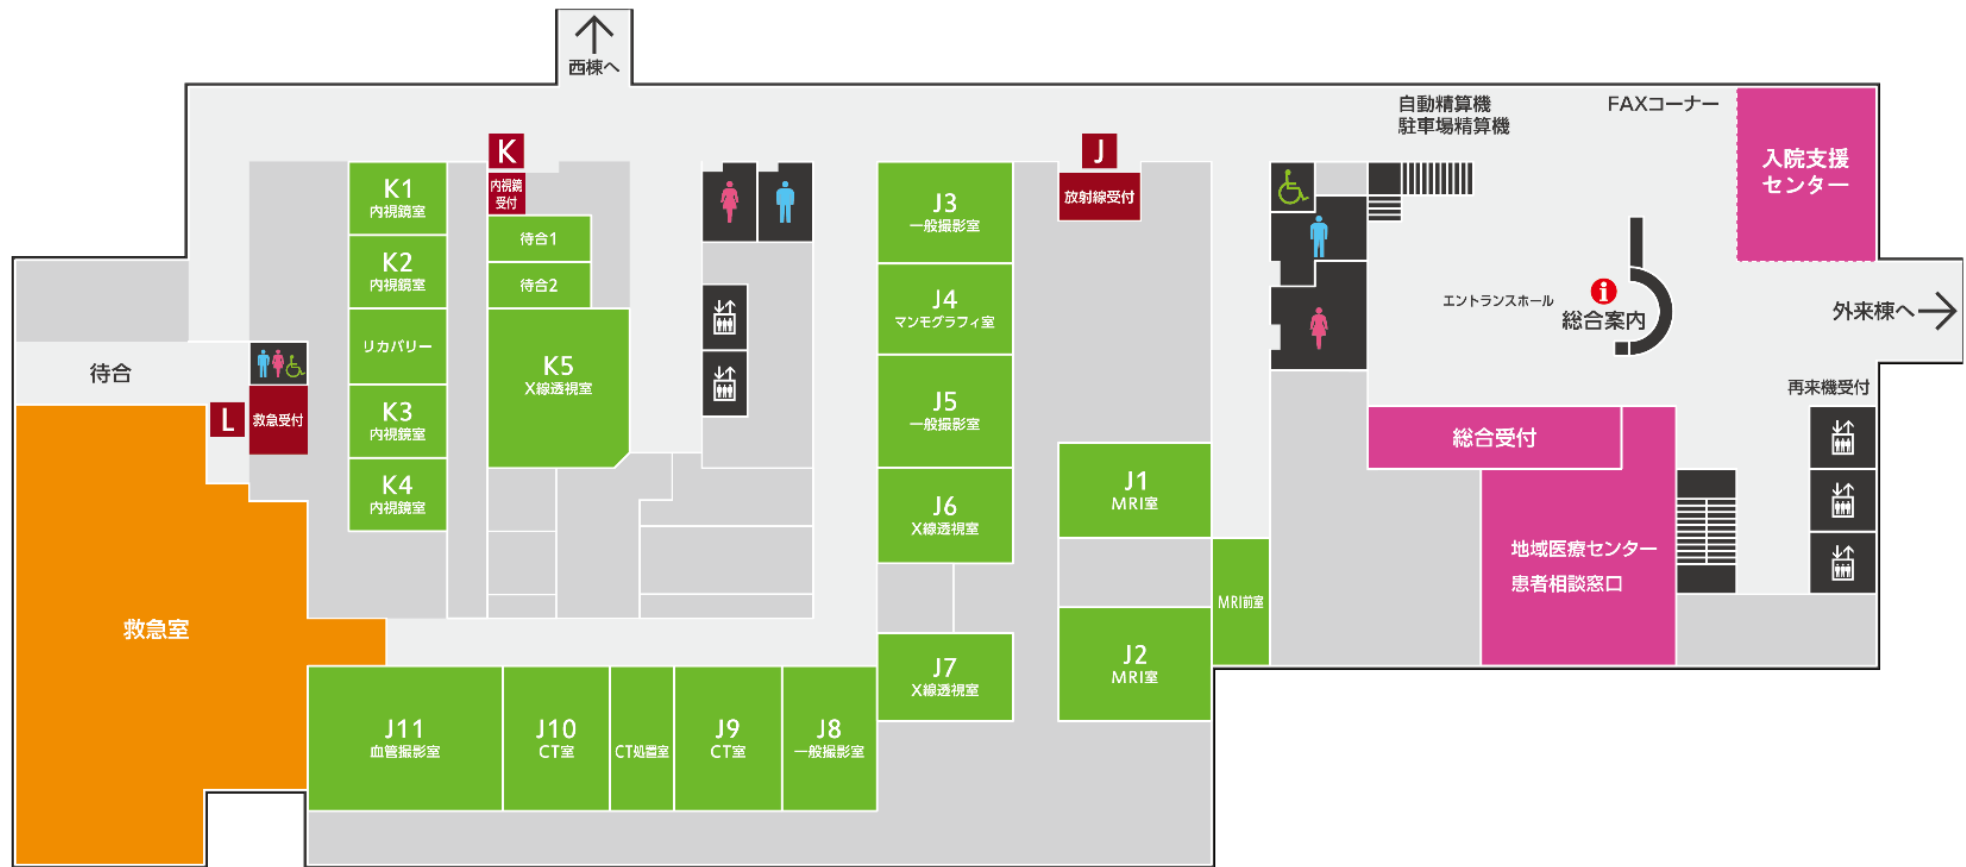 西棟へ
自動精算機
駐車場精算機
FAXコーナー
入院支援
センター
K
内視鏡
受付
J
放射線受付
K1
内視鏡室
待合1
K2
内視鏡室
待合2
リカバリー
K5
X線透視室
K3
内視鏡室
K4
内視鏡室
待合
L
救急受付
救急室
J3
一般撮影室
J4
マンモグラフィ室
J5
一般撮影室
J6
X線透視室
J7
X線透視室
J1
MRI室
J2
MRI室
MRI前室
J11
血管撮影室
J10
CT室
CT処置室
J9
CT室
J8
一般撮影室
エントランスホール
i
総合案内
外来棟へ
再来機受付
総合受付
地域医療センター
患者相談窓口